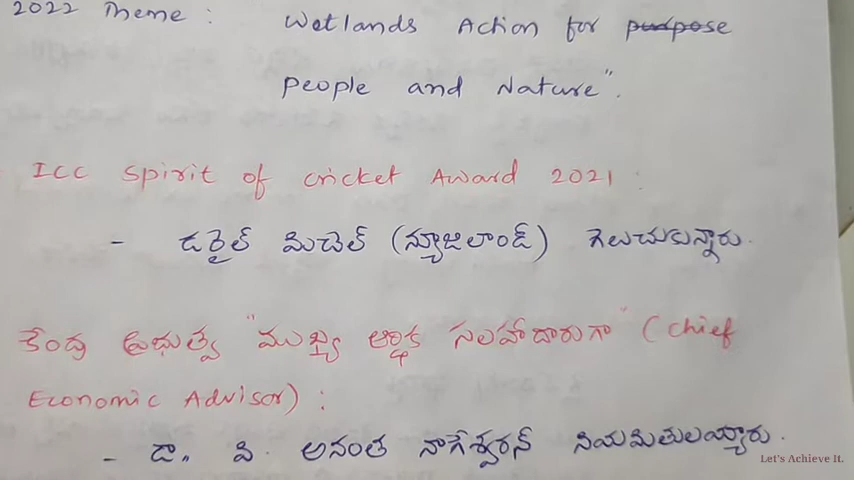 2022 Theme : Wetlands Action for purpose
People and Nature".
ICC spirit of cricket Award 2021 :
- డరైల్ మిచెల్ (న్యూజిలాండ్) గెలుచుకున్నారు.
కేంద్ర ప్రభుత్వ "ముఖ్య ఆర్థిక సలహాదారుగా" (Chief
Economic Advisor) :
- డా. వి. అనంత నాగేశ్వరన్ నియమితులయ్యారు.
Let's Achieve It.